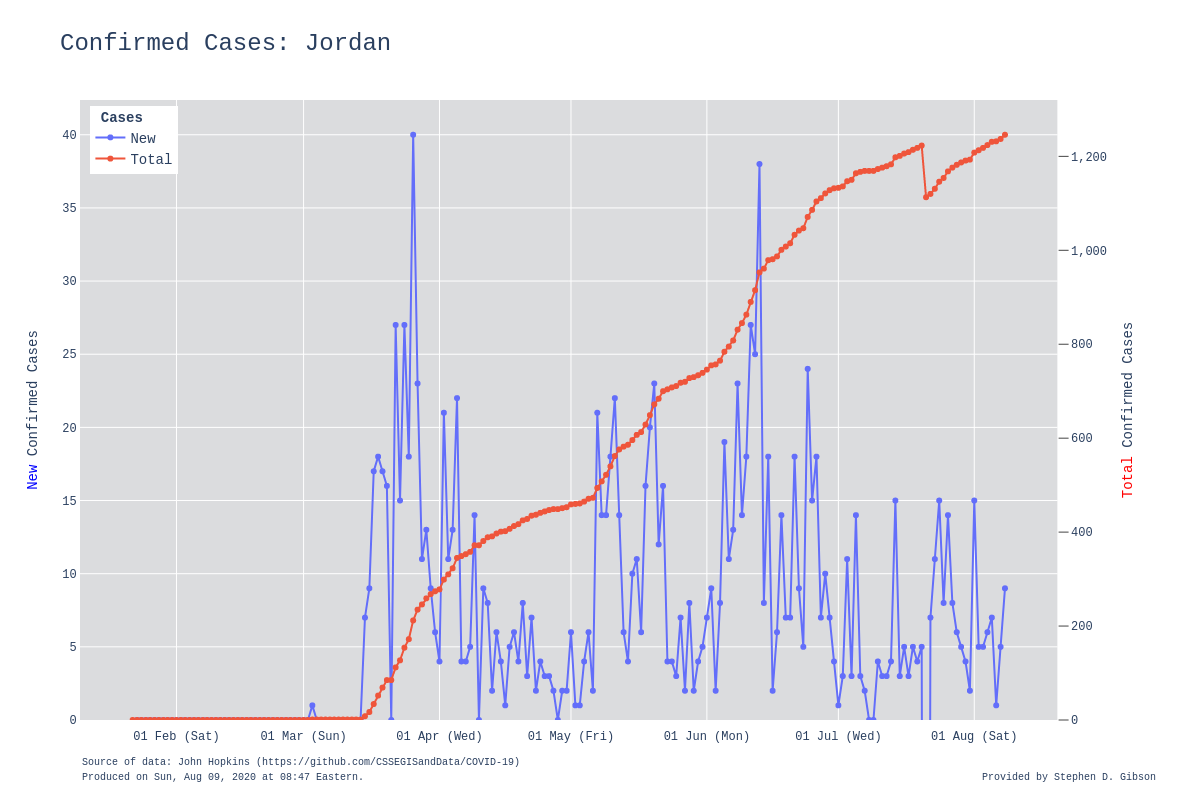 Confirmed Cases: Jordan
Cases
New
Total
40
35
30
25
20
15
10
5
0
1,200
1,000
800
600
400
200
0
New Confirmed Cases
Total Confirmed Cases
01 Feb (Sat)
01 Mar (Sun)
01 Apr (Wed)
01 May (Fri)
01 Jun (Mon)
01 Jul (Wed)
01 Aug (Sat)
Source of data: John Hopkins (https://github.com/CSSEGISandData/COVID-19)
Produced on Sun, Aug 09, 2020 at 08:47 Eastern.
Provided by Stephen D. Gibson